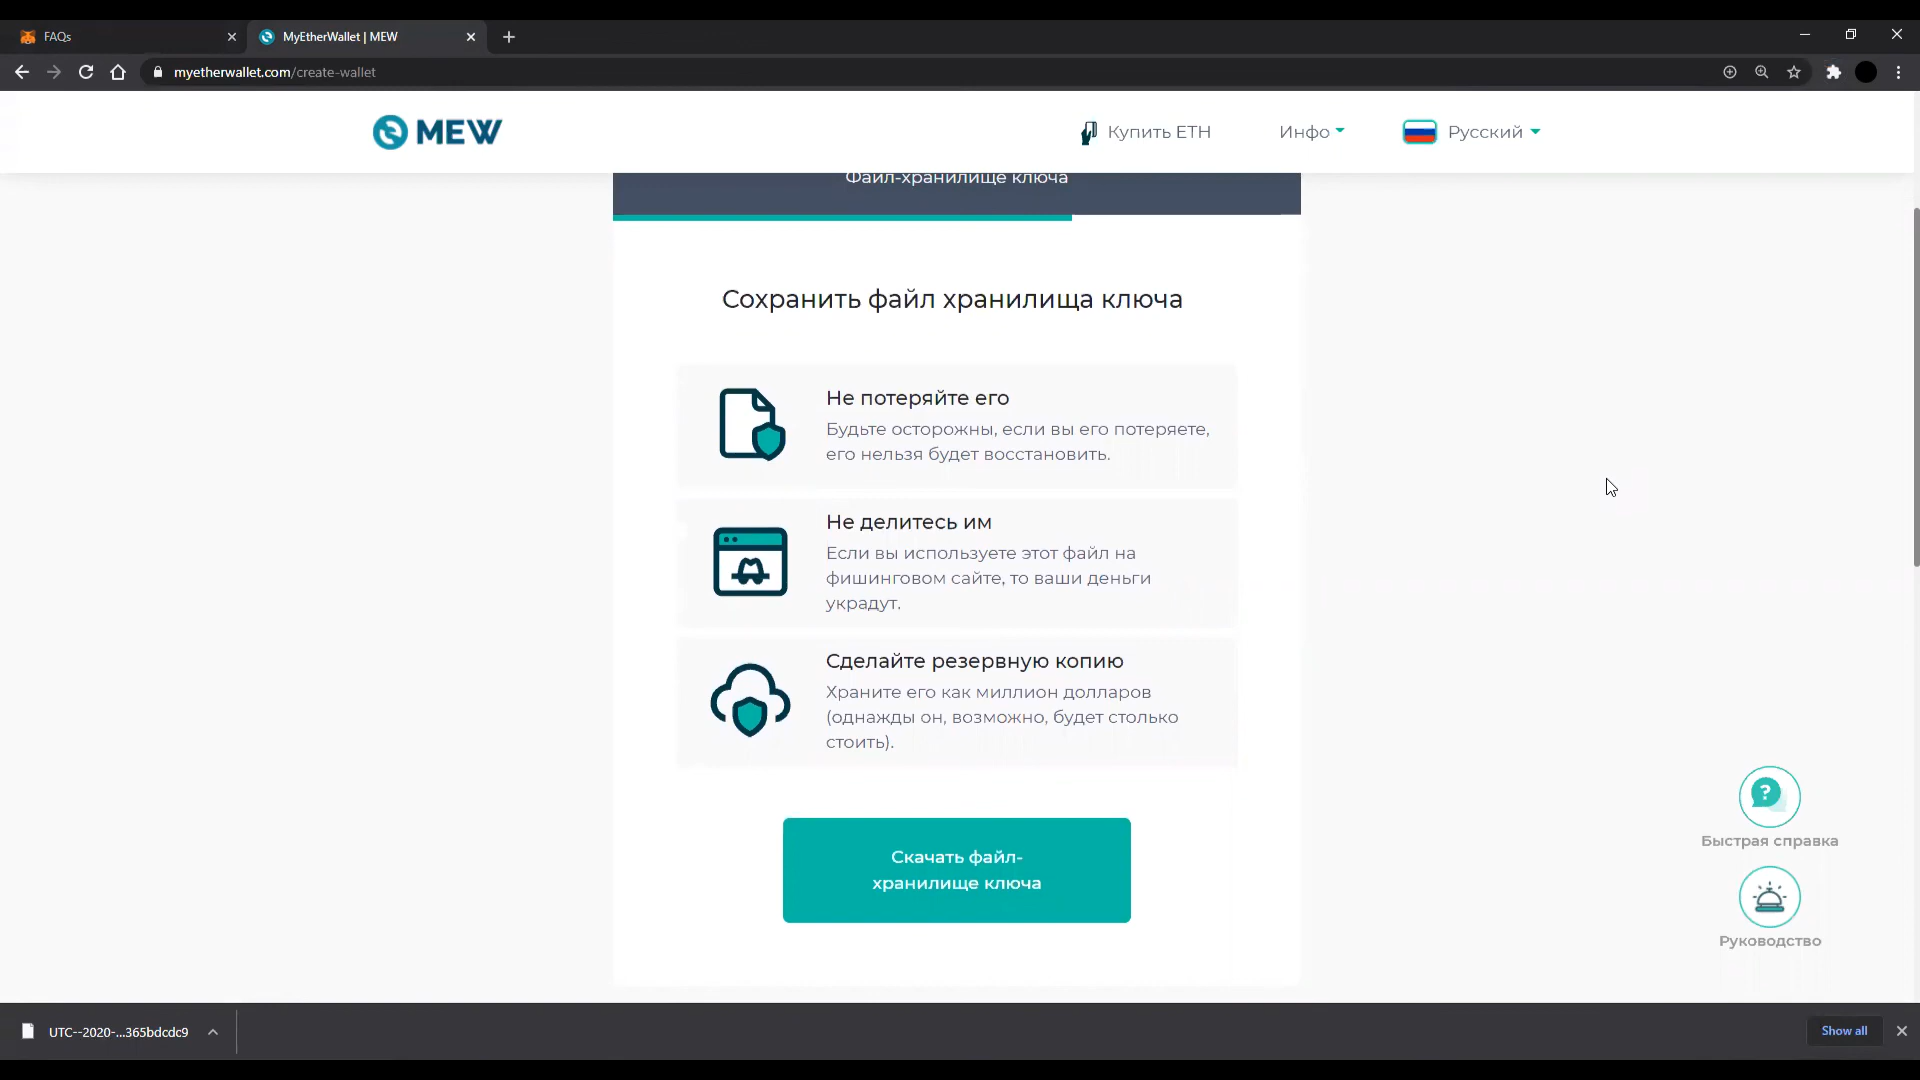 FAQs
MyEtherWallet | MEW
myetherwallet.com/create-wallet
MEW
Купить ETH
Инфо
Русский
Файл-хранилище ключа
Сохранить файл хранилища ключа
Не потеряйте его
Будьте осторожны, если вы его потеряете,
его нельзя будет восстановить.
Не делитесь им
Если вы используете этот файл на
фишинговом сайте, то ваши деньги
украдут.
Сделайте резервную копию
Храните его как миллион долларов
(однажды он, возможно, будет столько
стоить).
Скачать файл-
хранилище ключа
?
Быстрая справка
Руководство
UTC--2020-...365bdcdc9
Show all